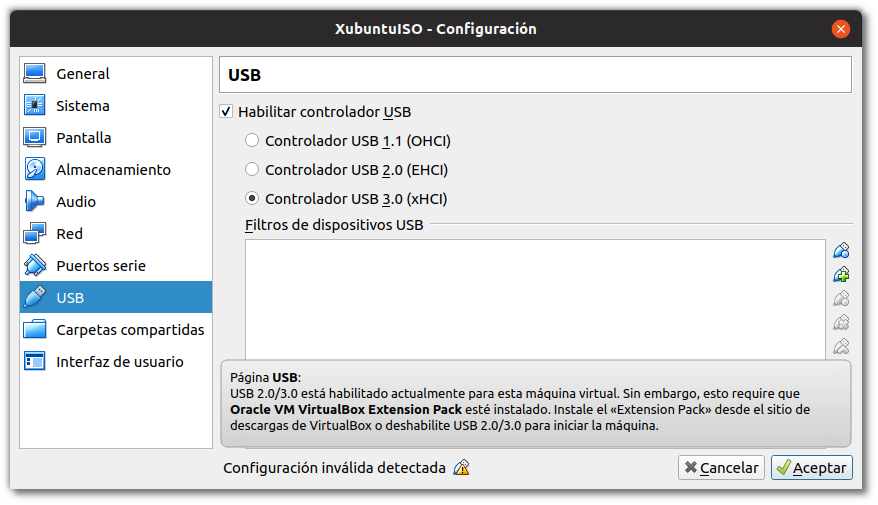 XubuntuISO - Configuración
General
Sistema
Pantalla
Almacenamiento
Audio
Red
Puertos serie
USB
Carpetas compartidas
Interfaz de usuario
USB
Habilitar controlador USB
Controlador USB 1.1 (OHCI)
Controlador USB 2.0 (EHCI)
Controlador USB 3.0 (xHCI)
Filtros de dispositivos USB
Página USB:
USB 2.0/3.0 está habilitado actualmente para esta máquina virtual. Sin embargo, esto require que
Oracle VM VirtualBox Extension Pack esté instalado. Instale el «Extension Pack» desde el sitio de
descargas de VirtualBox o deshabilite USB 2.0/3.0 para iniciar la máquina.
Configuración inválida detectada
Cancelar
Aceptar